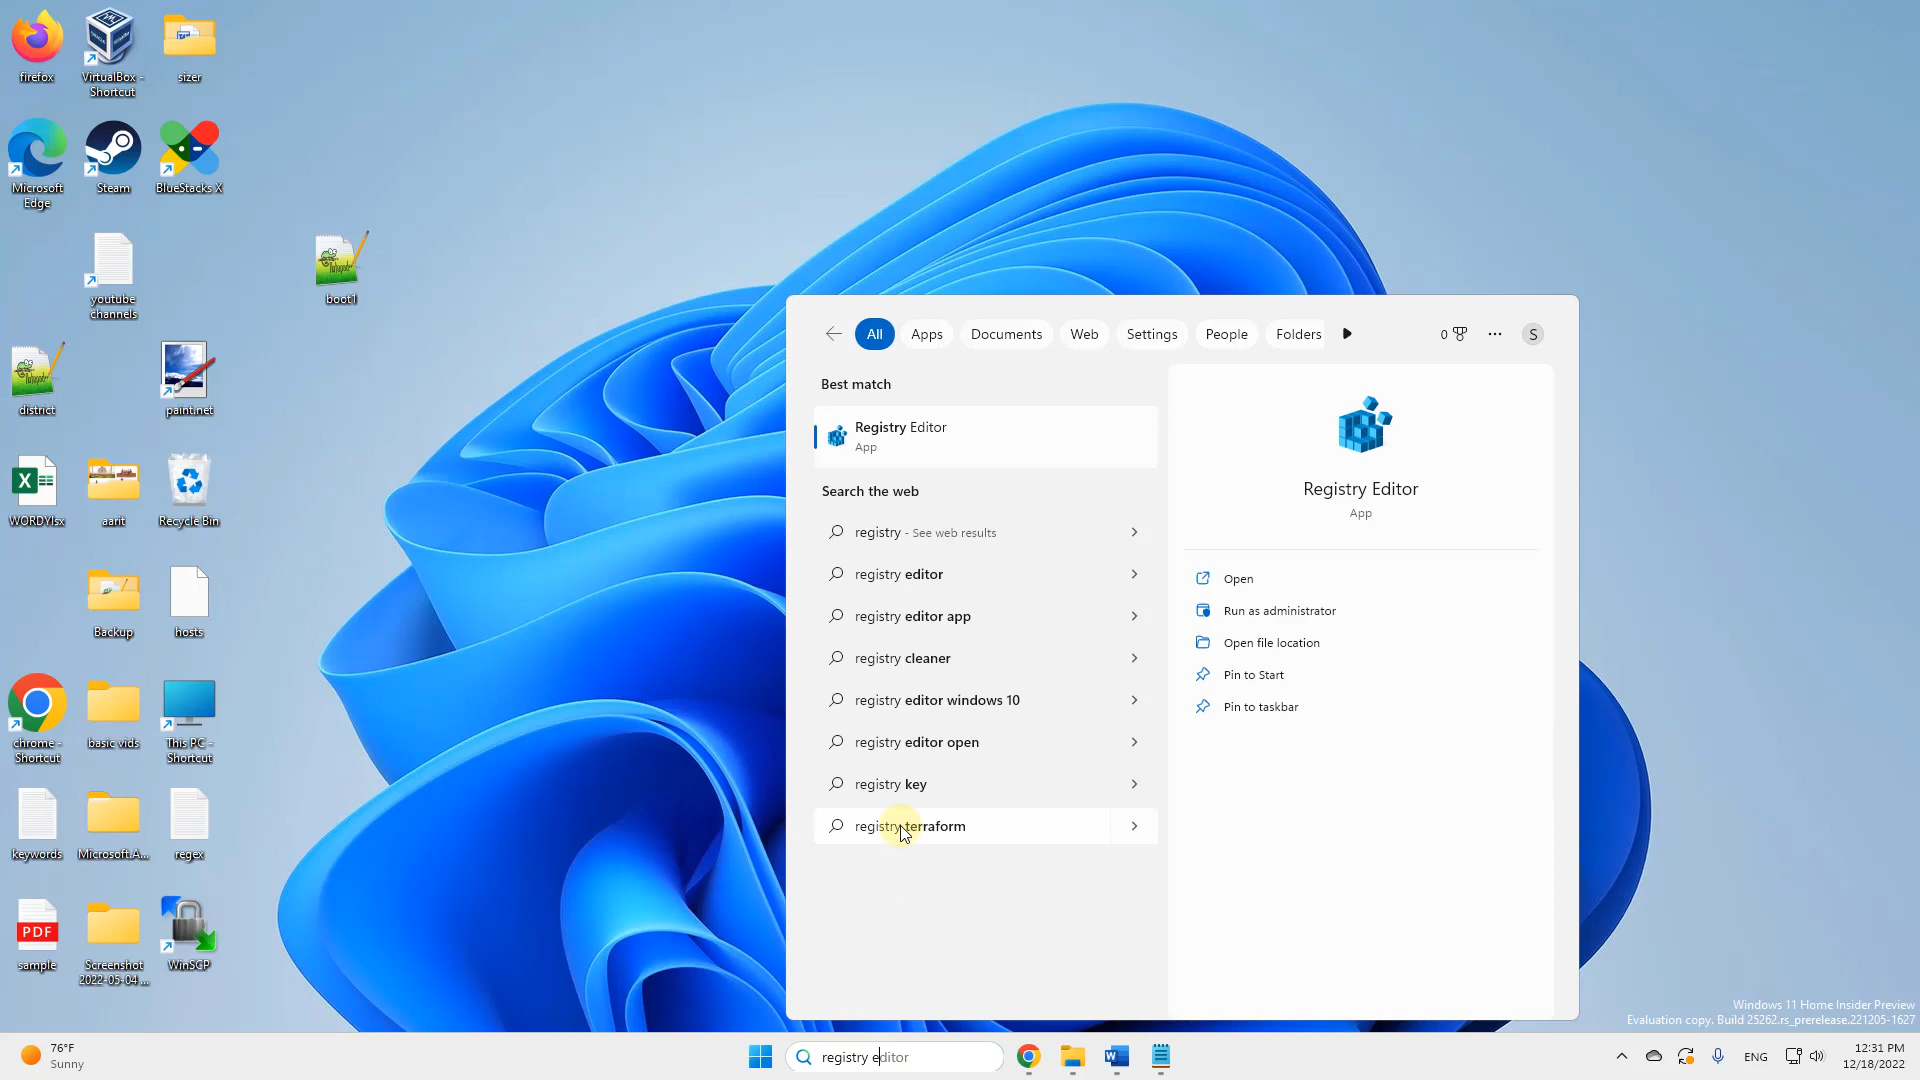 firefox
VirtualBox -
Shortcut
sizer
Microsoft
Edge
Steam
BlueStacks X
youtube
channels
boot1
district
paint.net
WORDYlsx
aarit
Recycle Bin
Backup
hosts
chrome -
Shortcut
basic vids
This PC -
Shortcut
keywords
Microsoft.A...
regex
PDF
sample
Screenshot
2022-05-04 ...
WinSCP
All
Apps
Documents
Web
Settings
People
Folders
0
S
Best match
Registry Editor
App
Search the web
registry - See web results
registry editor
registry editor app
registry cleaner
registry editor windows 10
registry editor open
registry key
registry terraform
Registry Editor
App
Open
Run as administrator
Open file location
Pin to Start
Pin to taskbar
Windows 11 Home Insider Preview
Evaluation copy. Build 25262.rs_prerelease.221205-1627
76°F
Sunny
registry editor
ENG
12:31 PM
12/18/2022